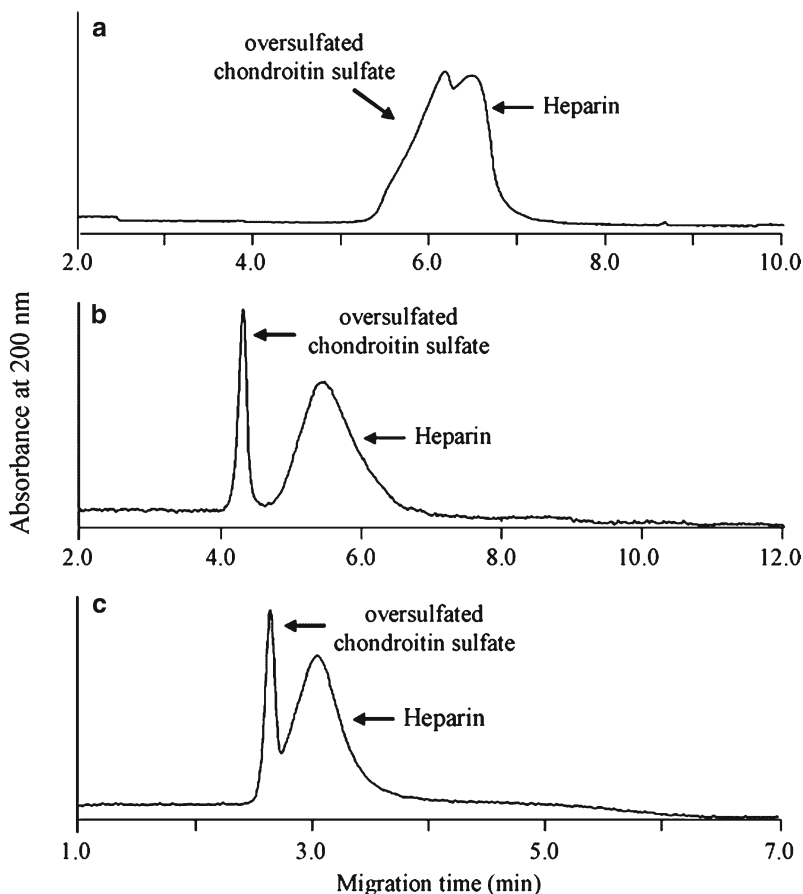 a
oversulfated
chondroitin sulfate
Heparin
2.0 4.0 6.0 8.0 10.0
Absorbance at 200 nm
b
oversulfated
chondroitin sulfate
Heparin
2.0 4.0 6.0 8.0 10.0 12.0
c
oversulfated
chondroitin sulfate
Heparin
1.0 3.0 5.0 7.0
Migration time (min)